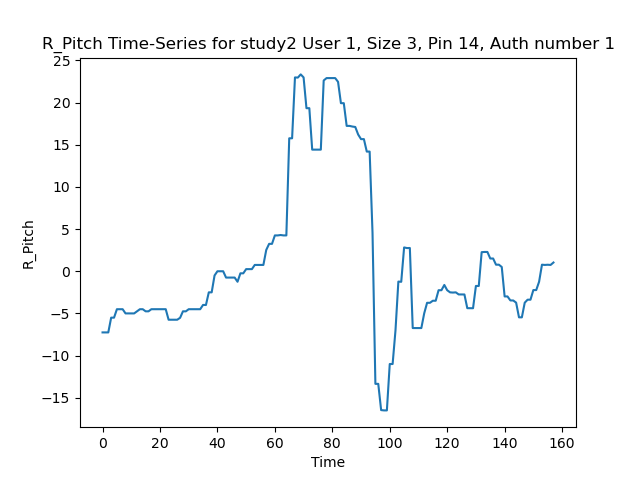 R_Pitch Time-Series for study2 User 1, Size 3, Pin 14, Auth number 1
25
20
15
10
5
0
−5
−10
−15
R_Pitch
0 20 40 60 80 100 120 140 160
Time